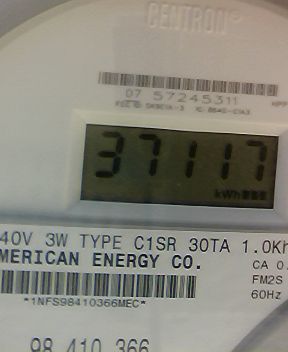 CENTRON®
07 57245311
37117
kWh
40V 3W TYPE C1SR 30TA 1.0Kh
MERICAN ENERGY CO.
CA 0.
FM2S
60Hz
*1NFS98410366MEC*
98 410 366